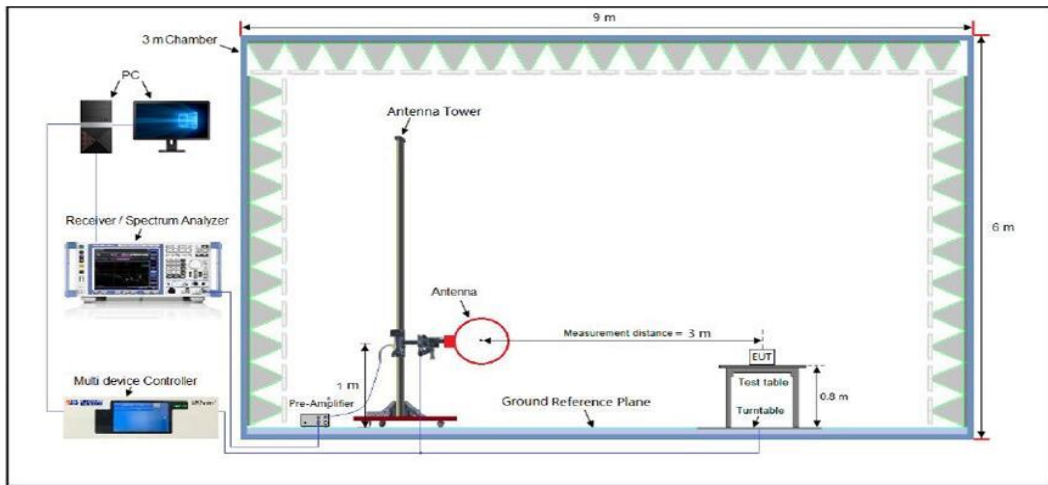 9 m
3 m Chamber
PC
Antenna Tower
Receiver / Spectrum Analyzer
6 m
Antenna
Measurement distance = 3 m
EUT
1 m
Multi device Controller
Test table
0.8 m
Pre-Amplifier
Ground Reference Plane
Turntable